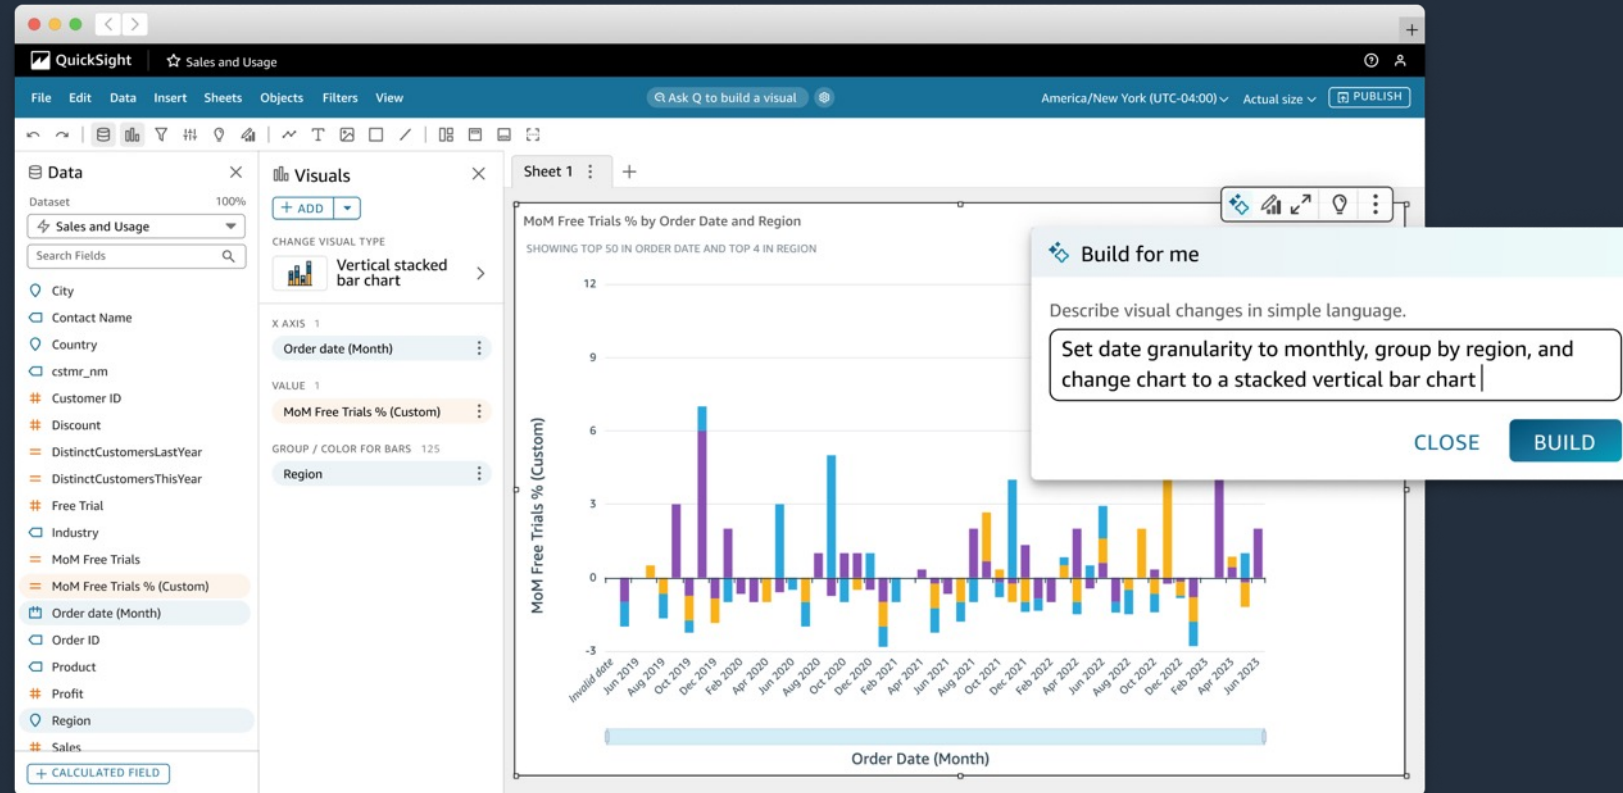 QuickSight
Sales and Usage
File Edit Data Insert Sheets Objects Filters View
Ask Q to build a visual
America/New York (UTC-04:00)
Actual size
PUBLISH
Data
Dataset 100%
Sales and Usage
Search Fields
City
Contact Name
Country
cstmr_nm
Customer ID
Discount
DistinctCustomersLastYear
DistinctCustomersThisYear
Free Trial
Industry
MoM Free Trials
MoM Free Trials % (Custom)
Order date (Month)
Order ID
Product
Profit
Region
Sales
+ CALCULATED FIELD
Visuals
+ ADD
CHANGE VISUAL TYPE
Vertical stacked
bar chart
X AXIS 1
Order date (Month)
VALUE 1
MoM Free Trials % (Custom)
GROUP / COLOR FOR BARS 125
Region
Sheet 1
MoM Free Trials % by Order Date and Region
SHOWING TOP 50 IN ORDER DATE AND TOP 4 IN REGION
MoM Free Trials % (Custom)
12
9
6
3
0
-3
Invalid date
Jun 2019
Aug 2019
Oct 2019
Dec 2019
Feb 2020
Apr 2020
Jun 2020
Aug 2020
Oct 2020
Dec 2020
Feb 2021
Apr 2021
Jun 2021
Aug 2021
Oct 2021
Dec 2021
Feb 2022
Apr 2022
Jun 2022
Aug 2022
Oct 2022
Dec 2022
Feb 2023
Apr 2023
Jun 2023
Order Date (Month)
Build for me
Describe visual changes in simple language.
Set date granularity to monthly, group by region, and
change chart to a stacked vertical bar chart
CLOSE
BUILD